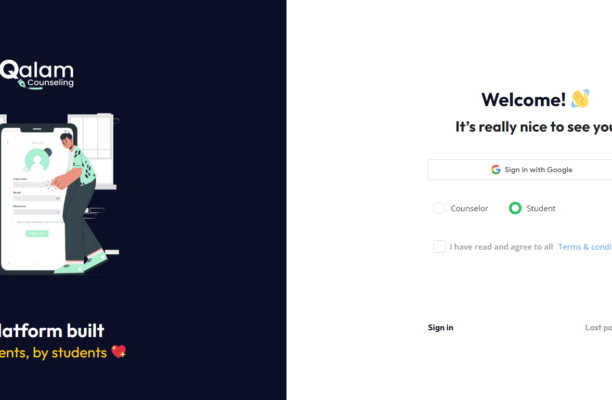 Qalam
Counseling
latform built
ents, by students
Welcome!
It's really nice to see you
Sign in with Google
Counselor
Student
I have read and agree to all Terms & condi
Sign in
Lost po